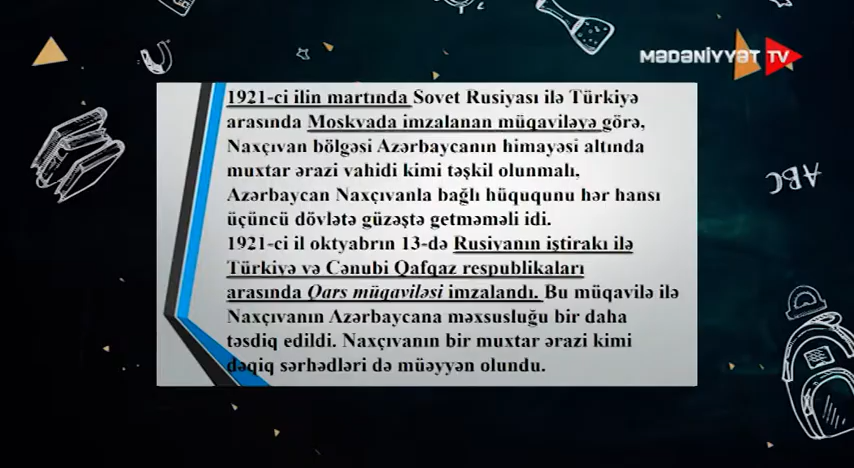 MƏDƏNİYYƏT TV
1921-ci ilin martında Sovet Rusiyası ilə Türkiyə
arasında Moskvada imzalanan müqaviləyə görə,
Naxçıvan bölgəsi Azərbaycanın himayəsi altında
muxtar ərazi vahidi kimi təşkil olunmalı,
Azərbaycan Naxçıvanla bağlı hüququnu hər hansı
üçüncü dövlətə güzəştə getməməli idi.
1921-ci il oktyabrın 13-də Rusiyanın iştirakı ilə
Türkiyə və Cənubi Qafqaz respublikaları
arasında Qars müqaviləsi imzalandı. Bu müqavilə ilə
Naxçıvanın Azərbaycana məxsusluğu bir daha
təsdiq edildi. Naxçıvanın bir muxtar ərazi kimi
dəqiq sərhədləri də müəyyən olundu.
ABC